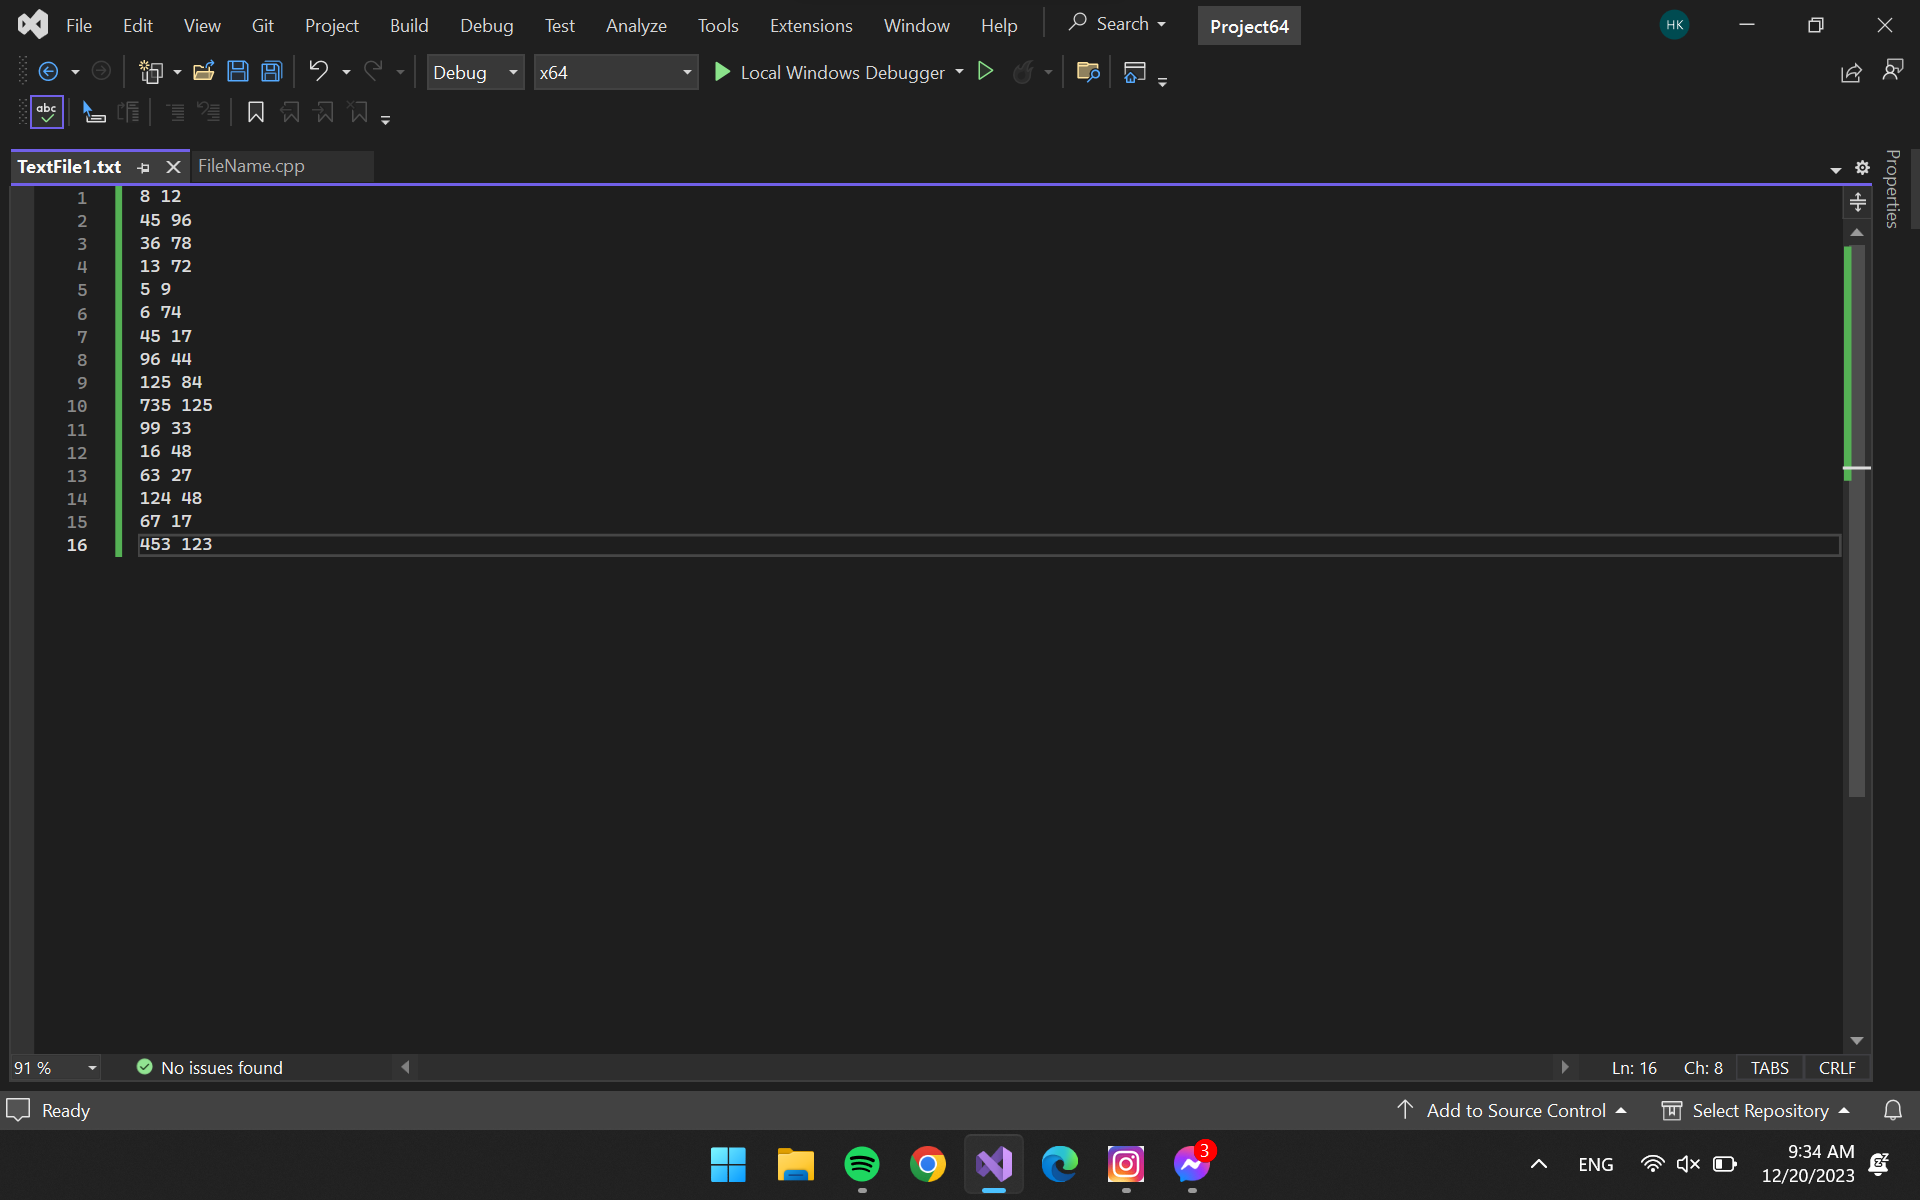 File Edit View Git Project Build Debug Test Analyze Tools Extensions Window Help Search Project64 HK
Debug x64 Local Windows Debugger
abc
TextFile1.txt FileName.cpp
Properties
1 8 12
2 45 96
3 36 78
4 13 72
5 5 9
6 6 74
7 45 17
8 96 44
9 125 84
10 735 125
11 99 33
12 16 48
13 63 27
14 124 48
15 67 17
16 453 123
91 % No issues found Ln: 16 Ch: 8 TABS CRLF
Ready Add to Source Control Select Repository
3 ENG 9:34 AM
12/20/2023